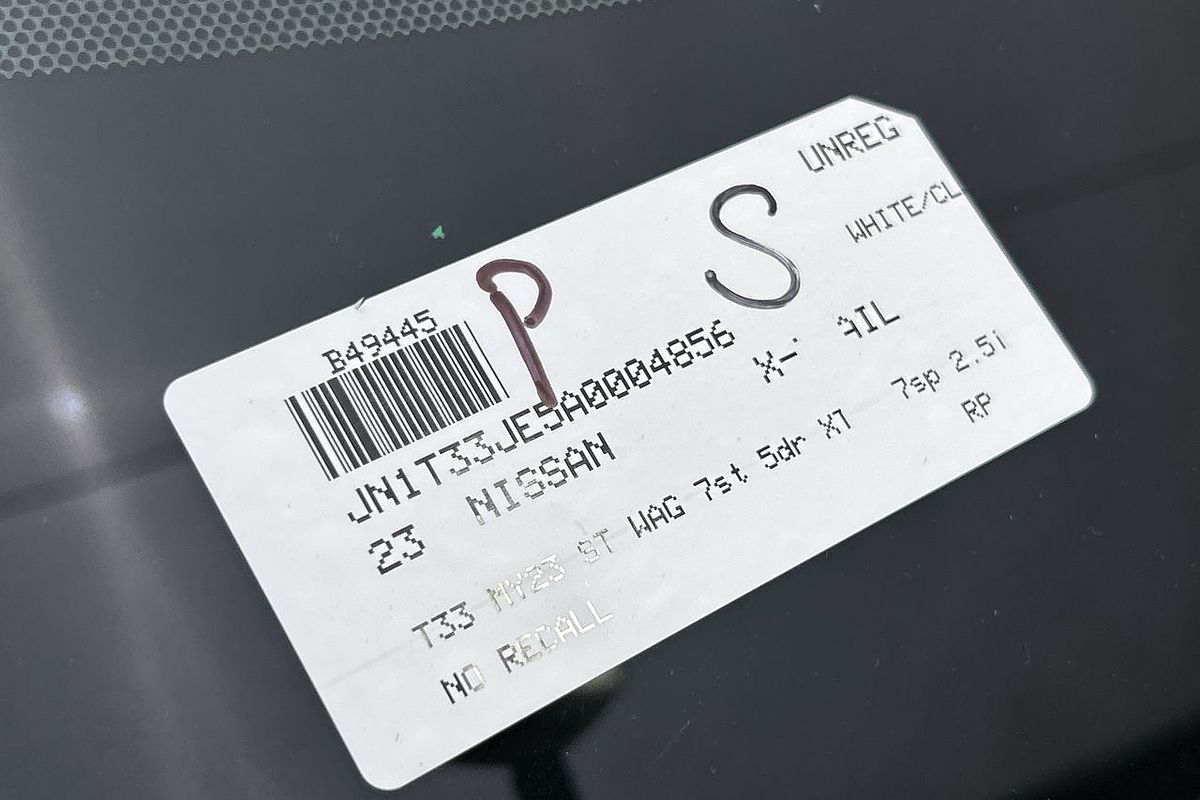 UNREG
P S WHITE/CL
B49445
JN1T33JE5A0004856
23 NISSAN X- AIL
T33 MY23 ST WAG 7st 5dr X7 7sp 2.5i
NO RECALL RP